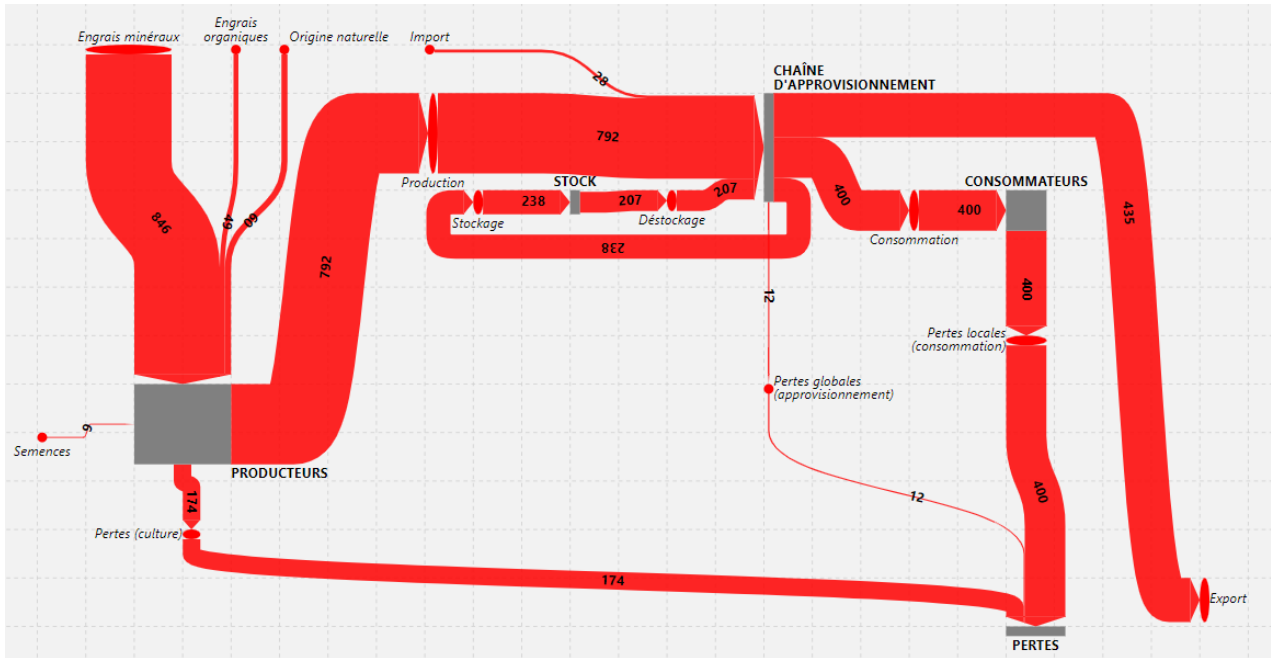 Engrais minéraux
Engrais
organiques
Origine naturelle
Import
28
CHAÎNE
D'APPROVISIONNEMENT
792
Production
STOCK
238
207
207
Stockage
Déstockage
238
CONSOMMATEURS
400
400
Consommation
435
846
49
60
792
12
400
Pertes locales
(consommation)
Pertes globales
(approvisionnement)
9
Semences
PRODUCTEURS
174
Pertes (culture)
12
400
174
Export
PERTES